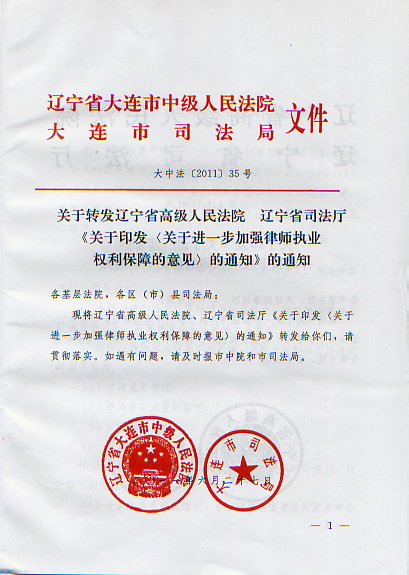 辽宁省大连市中级人民法院
大连市司法局
文件
大中法〔2011〕35号
关于转发辽宁省高级人民法院 辽宁省司法厅
《关于印发〈关于进一步加强律师执业
权利保障的意见〉的通知》的通知
各基层法院，各区（市）县司法局：
现将辽宁省高级人民法院、辽宁省司法厅《关于印发〈关于
进一步加强律师执业权利保障的意见〉的通知》转发给你们，请
贯彻落实。如遇有问题，请及时报市中院和市司法局。
辽宁省大连市中级人民法院
大连市司法局
年六月二十七日
— 1 —